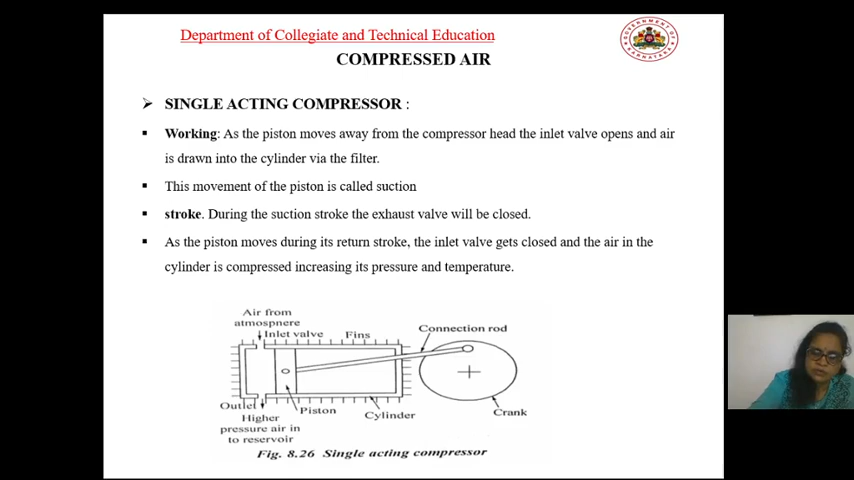 Department of Collegiate and Technical Education
COMPRESSED AIR
GOVERNMENT OF KARNATAKA
➢ SINGLE ACTING COMPRESSOR :
▪ Working: As the piston moves away from the compressor head the inlet valve opens and air
is drawn into the cylinder via the filter.
▪ This movement of the piston is called suction
▪ stroke. During the suction stroke the exhaust valve will be closed.
▪ As the piston moves during its return stroke, the inlet valve gets closed and the air in the
cylinder is compressed increasing its pressure and temperature.
Air from
atmospnere
Inlet valve
Fins
Connection rod
Outlet
Piston
Cylinder
Crank
Higher
pressure air in
to reservoir
Fig. 8.26 Single acting compressor